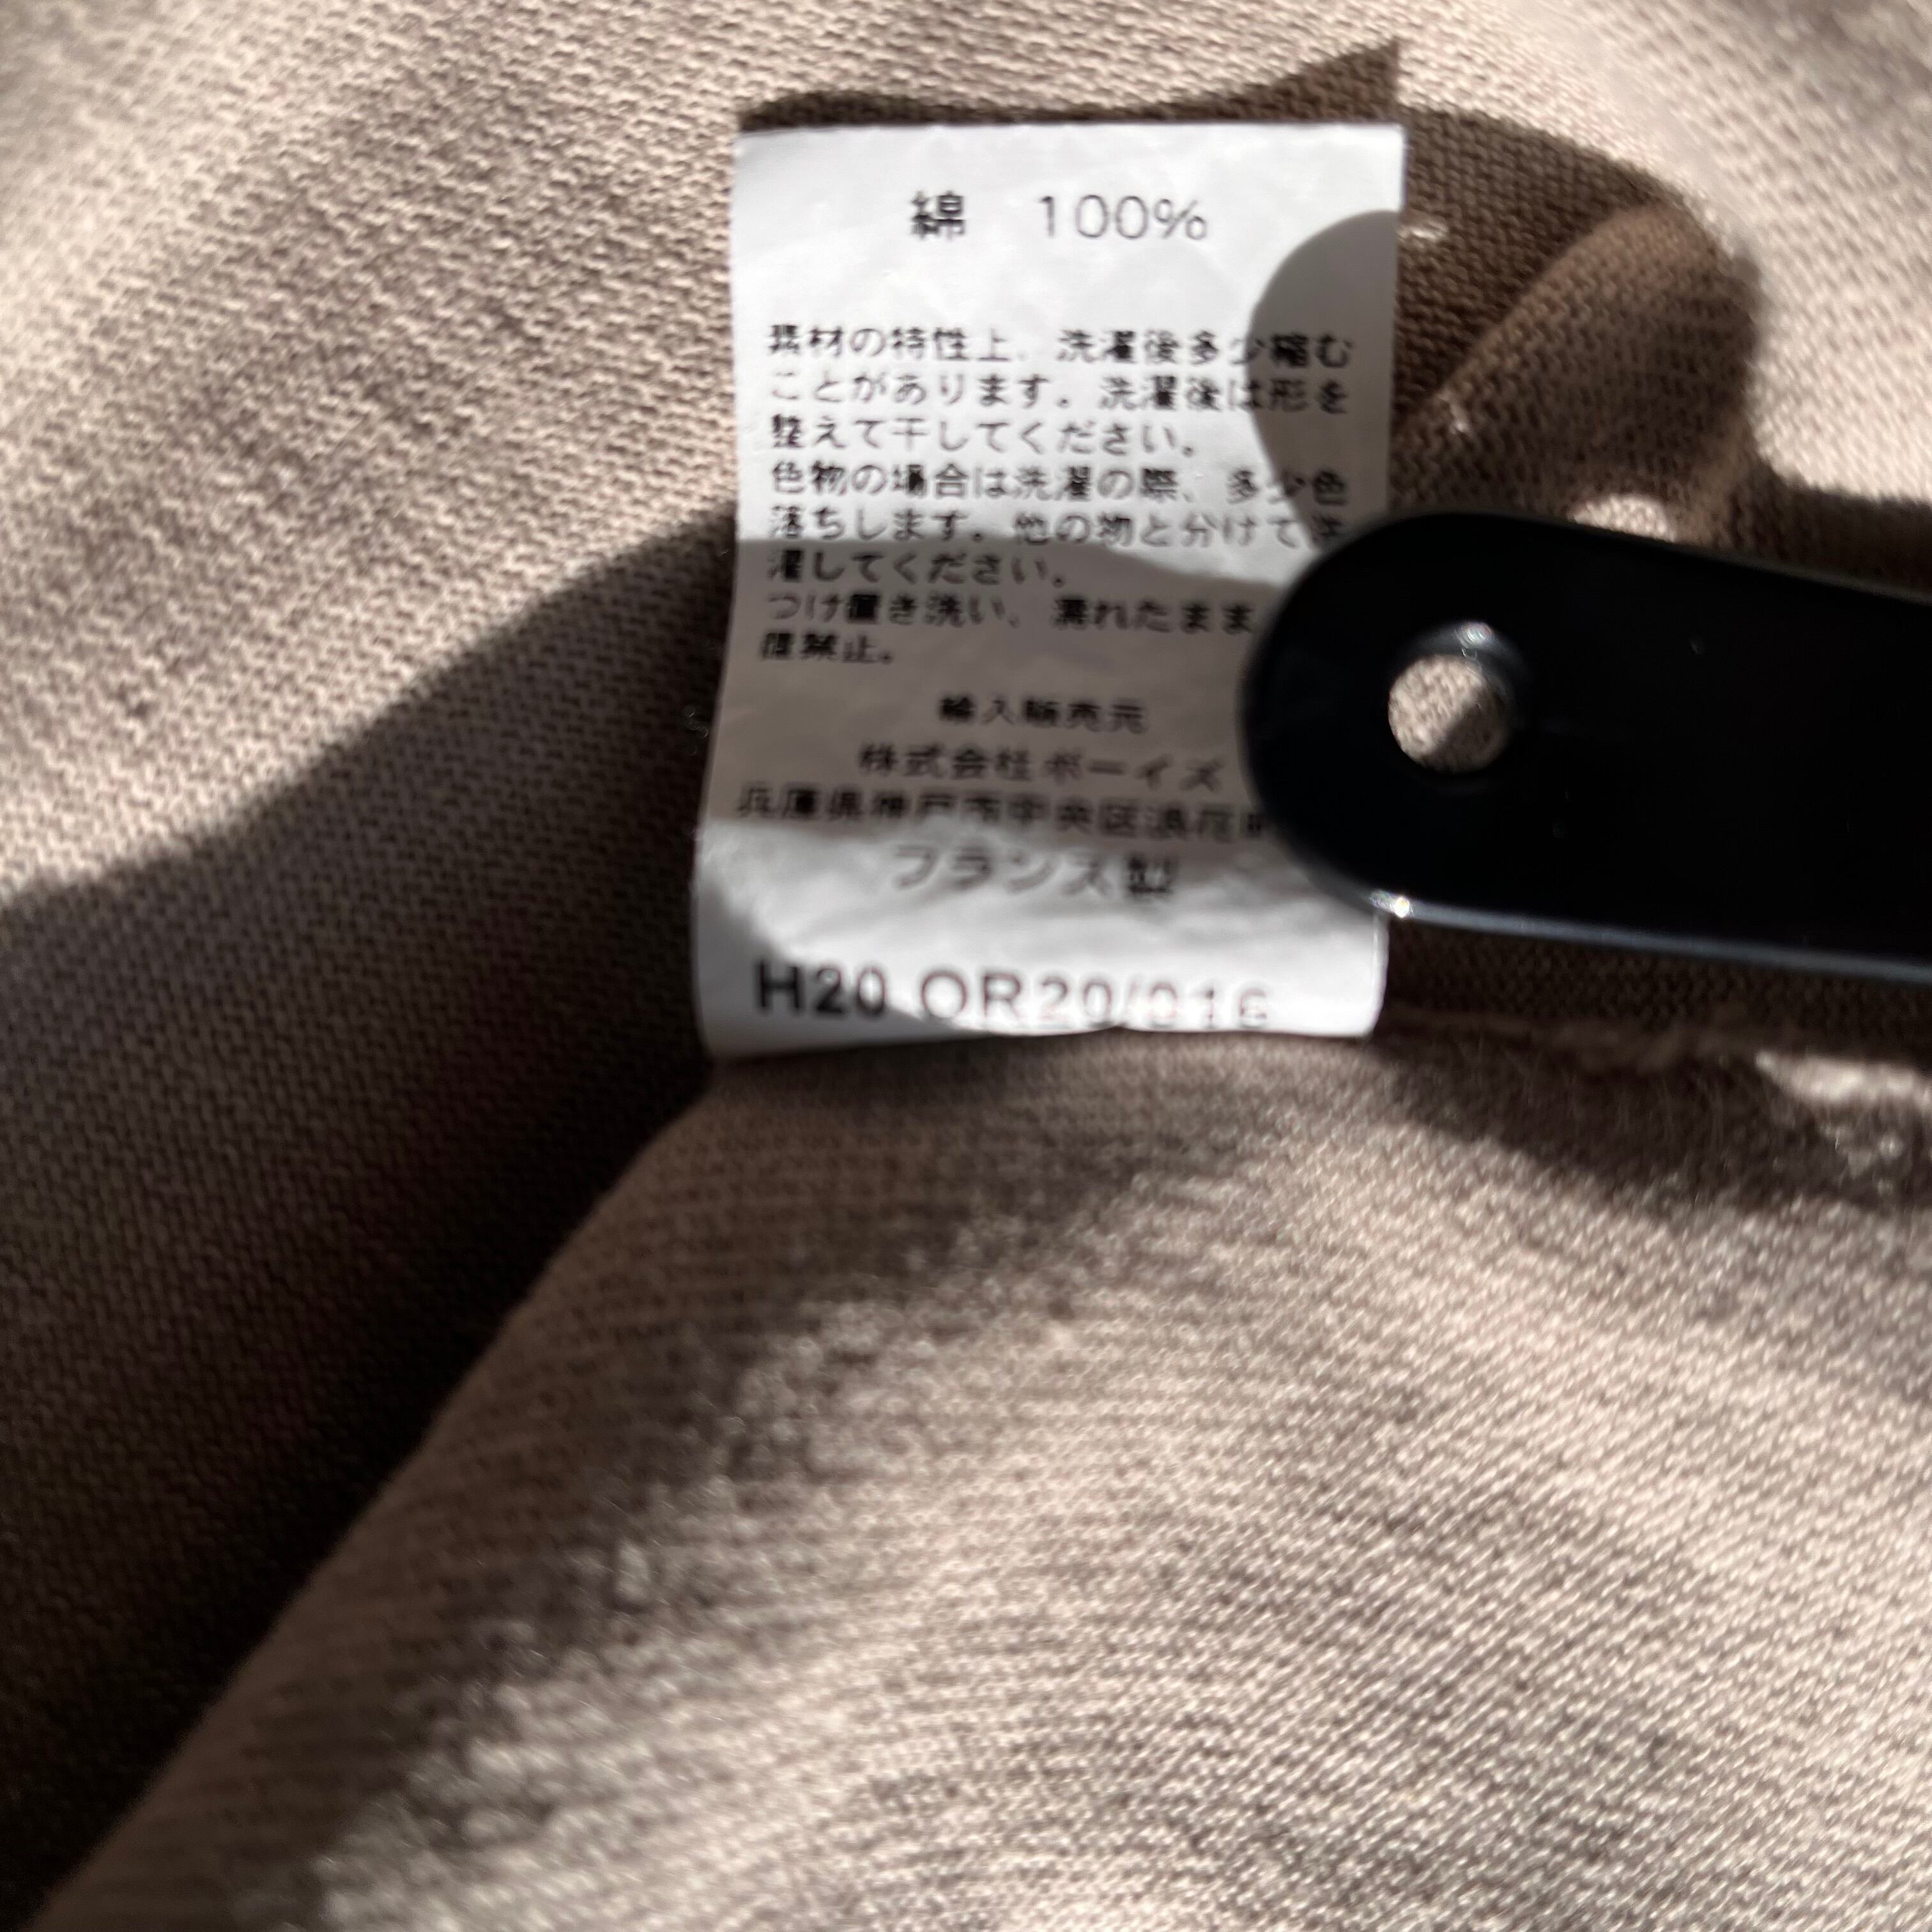 綿 100%
素材の特性上、洗濯後多少縮む
ことがあります。洗濯後は形を
整えて干してください。
色物の場合は洗濯の際、多少色
落ちします。他の物と分けて洗
濯してください。
つけ置き洗い、濡れたまま
置禁止。
輸入販売元
株式会社ボーイズ
兵庫県神戸市中央区浪花町
フランス製
H20 OR20/016